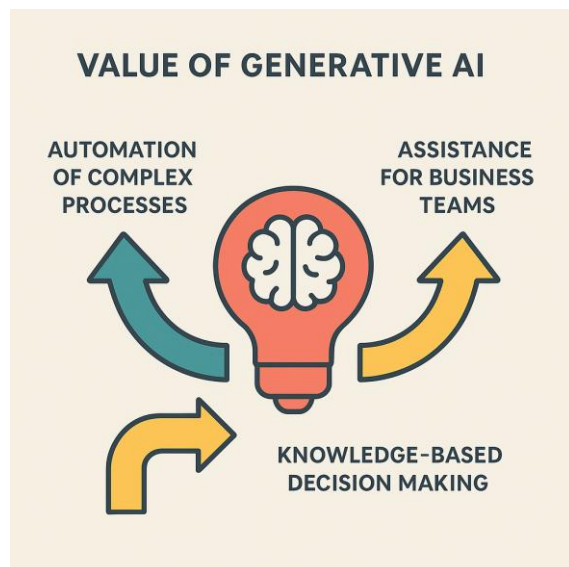 VALUE OF GENERATIVE AI
AUTOMATION
OF COMPLEX
PROCESSES
ASSISTANCE
FOR BUSINESS
TEAMS
KNOWLEDGE-BASED
DECISION MAKING